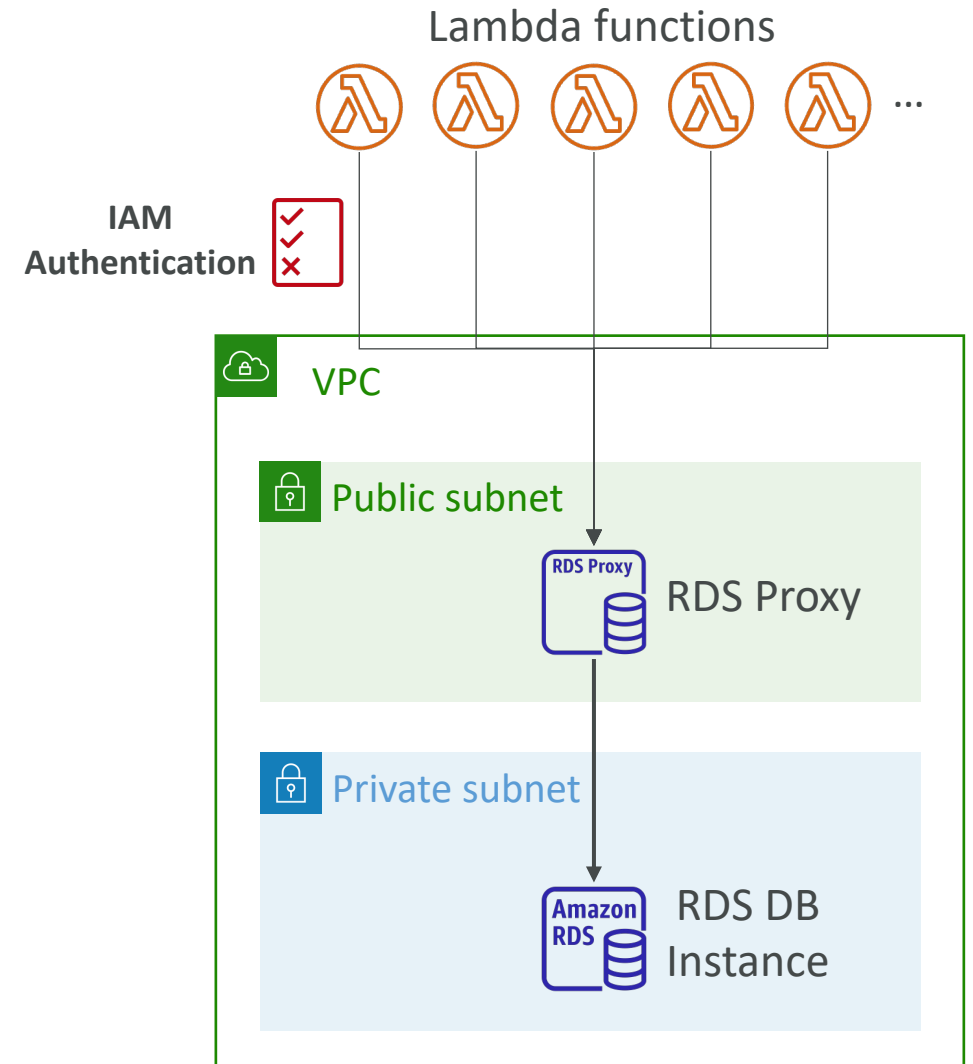 Lambda functions
...
IAM
Authentication
VPC
Public subnet
RDS Proxy
RDS Proxy
Private subnet
Amazon
RDS
RDS DB
Instance